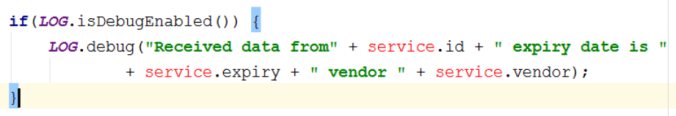 if(LOG.isDebugEnabled()) {
LOG.debug("Received data from" + service.id + " expiry date is "
+ service.expiry + " vendor " + service.vendor);
}